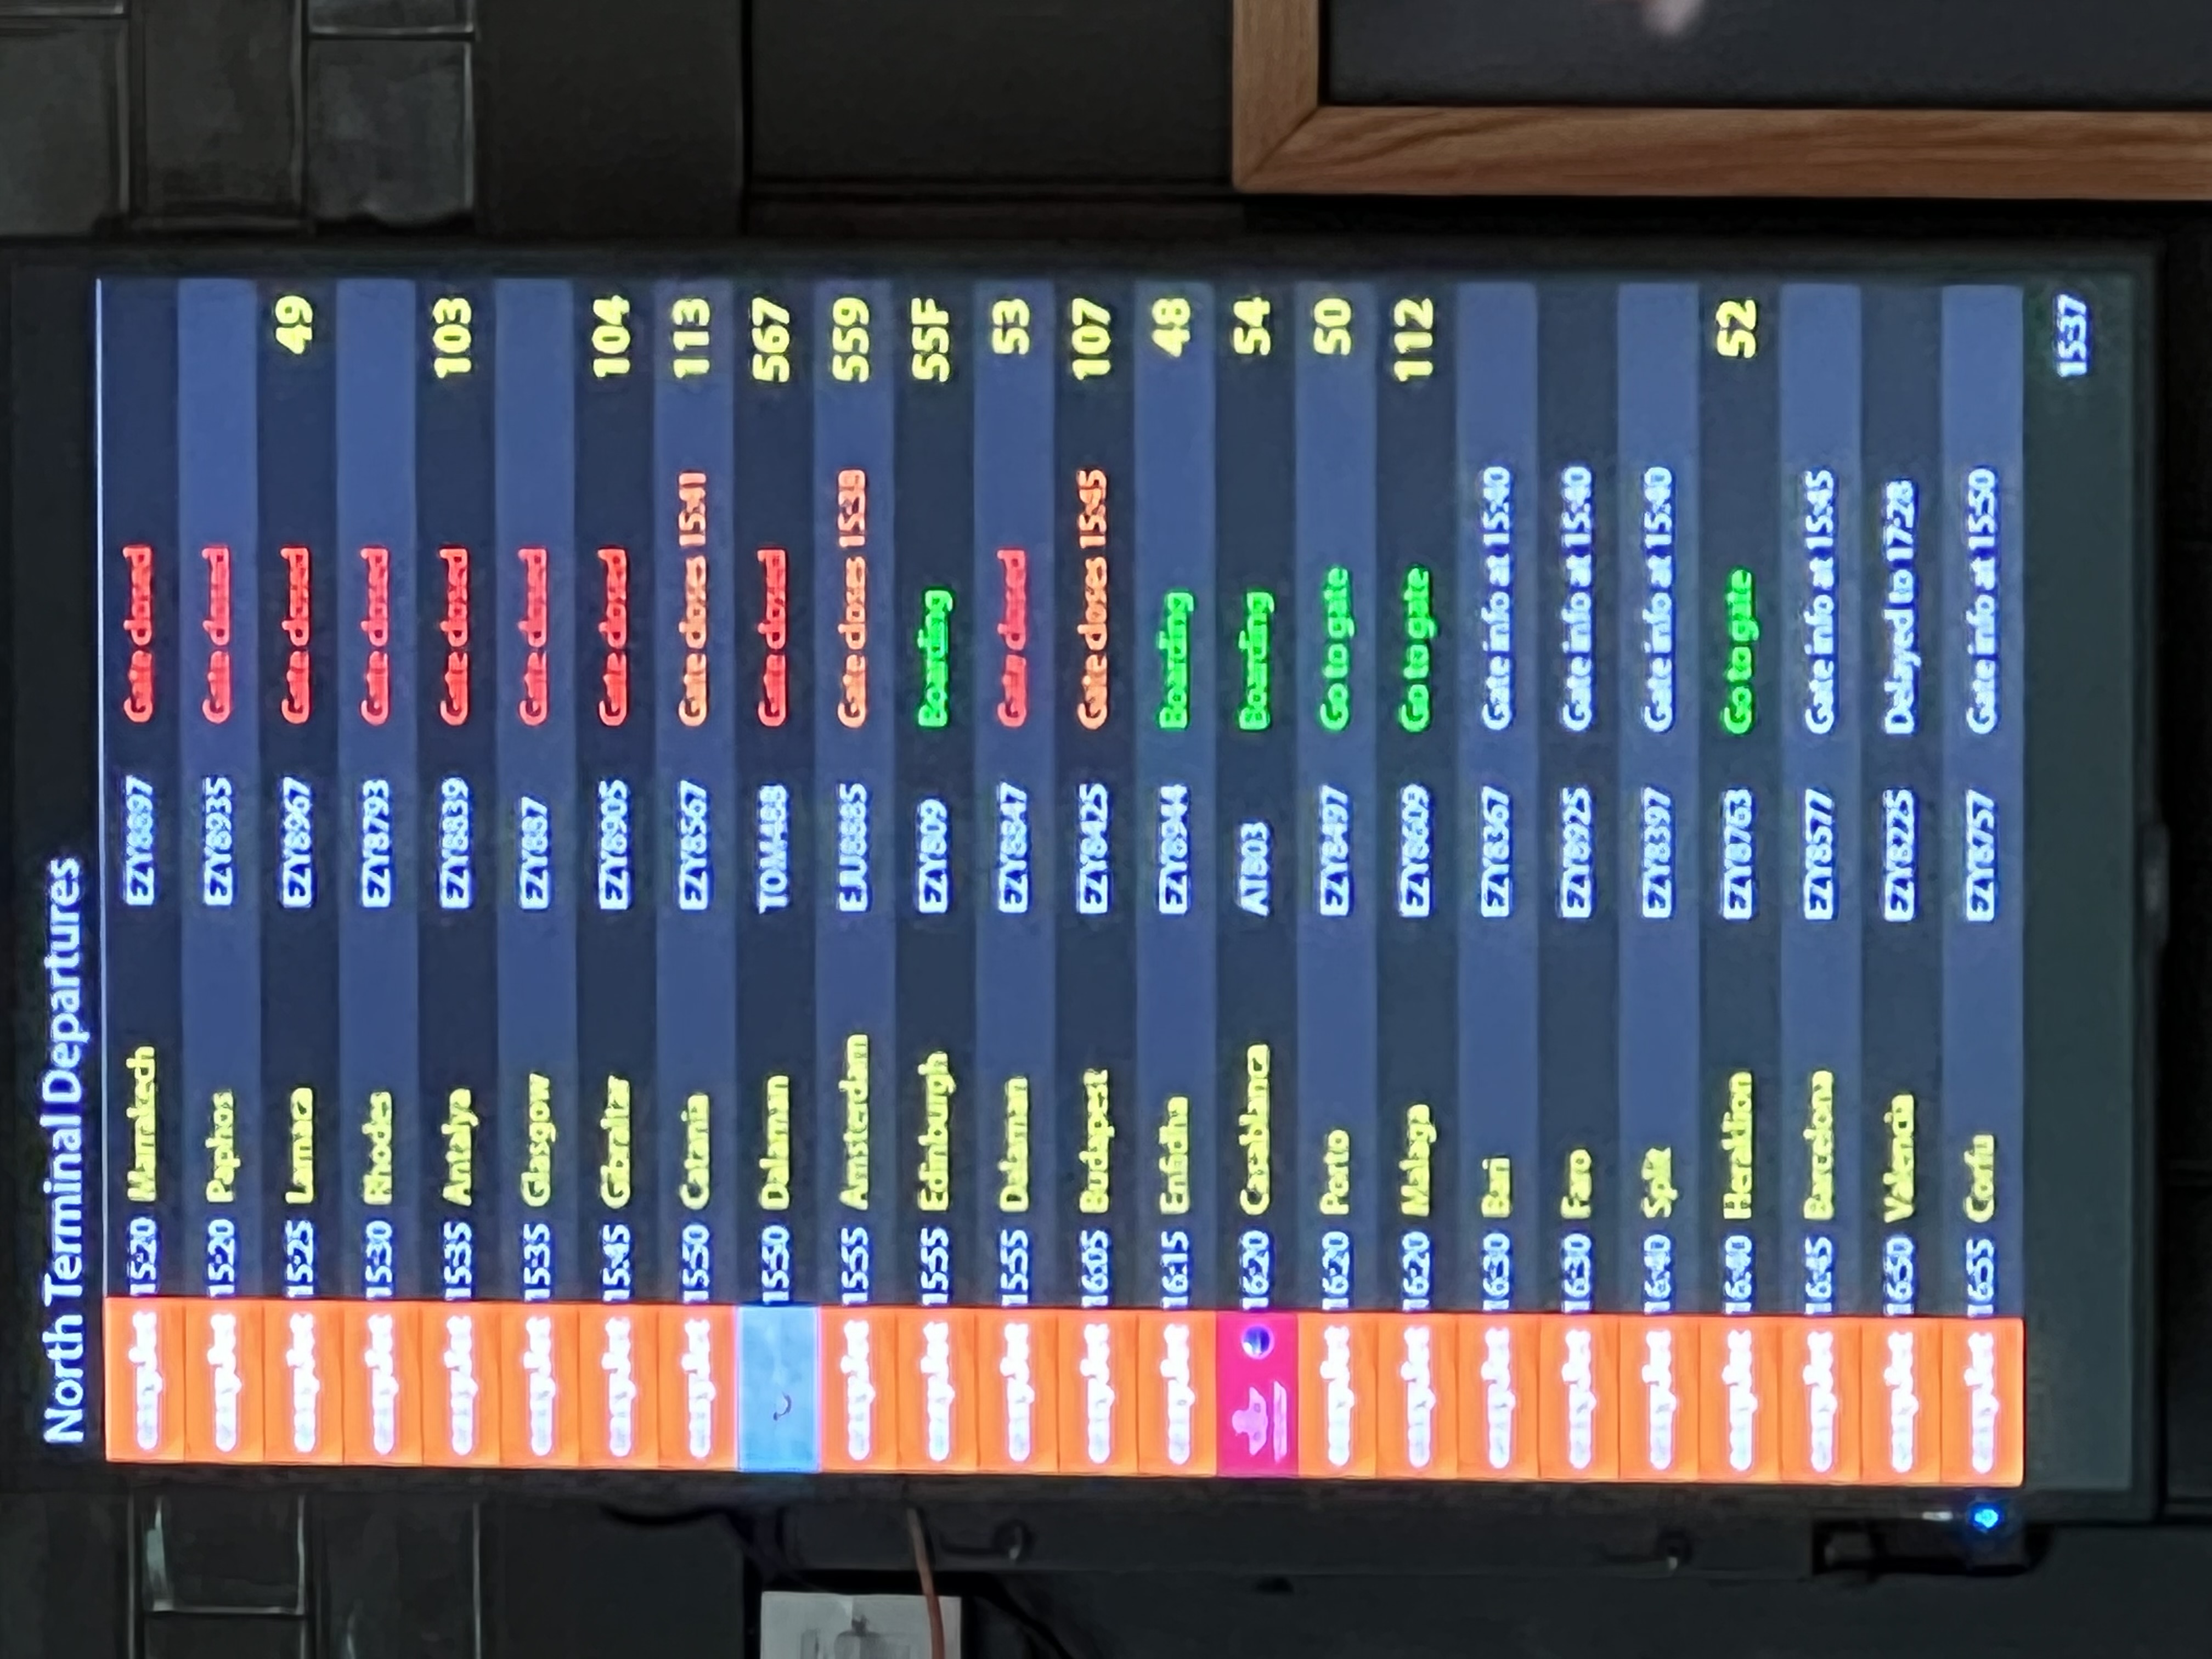 North Terminal Departures
easyJet 15:20 Marrakech EZY8897 Gate closed
easyJet 15:20 Paphos EZY8935 Gate closed
easyJet 15:25 Larnaca EZY8967 Gate closed 49
easyJet 15:30 Rhodes EZY8793 Gate closed
easyJet 15:35 Antalya EZY8839 Gate closed 103
easyJet 15:35 Glasgow EZY887 Gate closed
easyJet 15:45 Gibraltar EZY8905 Gate closed 104
easyJet 15:50 Catania EZY8567 Gate closes 15:41 113
15:50 Dalaman TOM488 Gate closed 567
easyJet 15:55 Amsterdam EJU8885 Gate closes 559
easyJet 15:55 Edinburgh EZY809 Boarding 55F
easyJet 15:55 Dalaman EZY8847 Gate closed 53
easyJet 16:05 Budapest EZY8425 Gate closes 15:45 107
easyJet 16:15 Enfidha EZY8944 Boarding 48
16:20 Casablanca AT803 Boarding 54
easyJet 16:20 Porto EZY8497 Go to gate 50
easyJet 16:20 Malaga EZY8609 Go to gate 112
easyJet 16:30 Bari EZY8367 Gate info at 15:40
easyJet 16:30 Faro EZY8925 Gate info at 15:40
easyJet 16:40 Split EZY8397 Gate info at 15:40
easyJet 16:40 Heraklion EZY8763 Go to gate 52
easyJet 16:45 Barcelona EZY8577 Gate info at 15:45
easyJet 16:50 Valencia EZY8225 Delayed to 17:28
easyJet 16:55 Corfu EZY8757 Gate info at 15:50
15:37